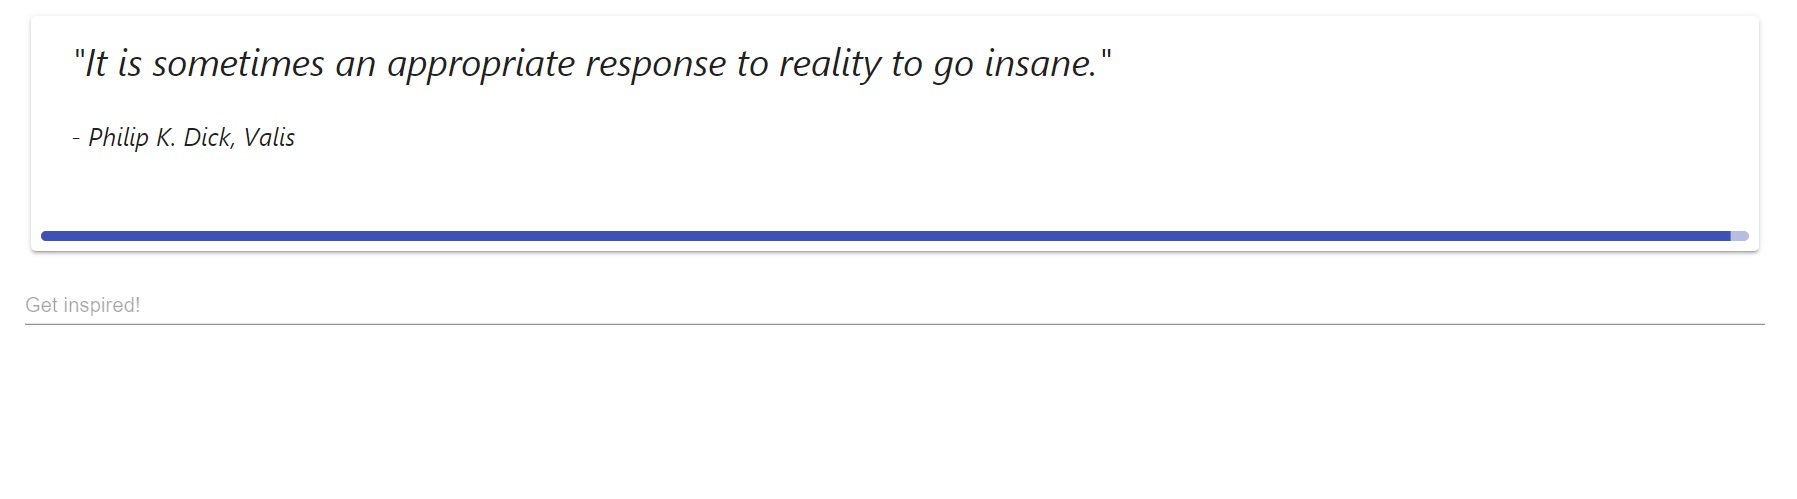 "It is sometimes an appropriate response to reality to go insane."
- Philip K. Dick, Valis
Get inspired!